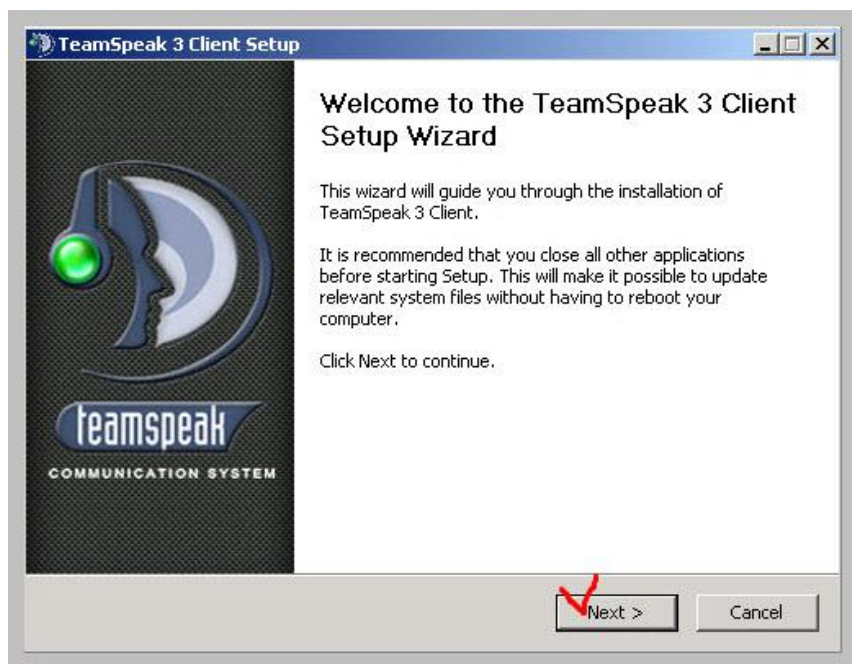 TeamSpeak 3 Client Setup
Welcome to the TeamSpeak 3 Client
Setup Wizard
This wizard will guide you through the installation of
TeamSpeak 3 Client.
It is recommended that you close all other applications
before starting Setup. This will make it possible to update
relevant system files without having to reboot your
computer.
Click Next to continue.
teamspeak
COMMUNICATION SYSTEM
Next >
Cancel